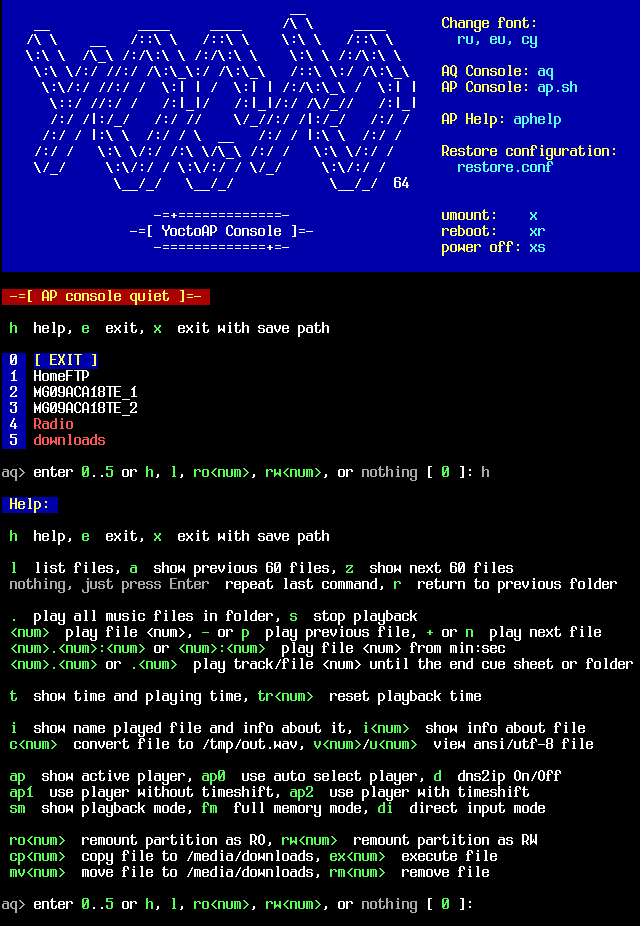 Change font:
ru, eu, cy
AQ Console: aq
AP Console: ap.sh
AP Help: aphelp
Restore configuration:
restore.conf
64
-=+=============-
-=[ YoctoAP Console ]=-
-=============+=-
umount: x
reboot: xr
power off: xs
-=[ AP console quiet ]=-
h help, e exit, x exit with save path
0 [ EXIT ]
1 HomeFTP
2 MG09ACA18TE_1
3 MG09ACA18TE_2
4 Radio
5 downloads
aq> enter 0..5 or h, l, ro<num>, rw<num>, or nothing [ 0 ]: h
Help:
h help, e exit, x exit with save path
l list files, a show previous 60 files, z show next 60 files
nothing, just press Enter repeat last command, r return to previous folder
. play all music files in folder, s stop playback
<num> play file <num>, - or p play previous file, + or n play next file
<num>.<num>:<num> or <num>:<num> play file <num> from min:sec
<num>.<num> or .<num> play track/file <num> until the end cue sheet or folder
t show time and playing time, tr<num> reset playback time
i show name played file and info about it, i<num> show info about file
c<num> convert file to /tmp/out.wav, v<num>/u<num> view ansi/utf-8 file
ap show active player, ap0 use auto select player, d dns2ip On/Off
ap1 use player without timeshift, ap2 use player with timeshift
sm show playback mode, fm full memory mode, di direct input mode
ro<num> remount partition as RO, rw<num> remount partition as RW
cp<num> copy file to /media/downloads, ex<num> execute file
mv<num> move file to /media/downloads, rm<num> remove file
aq> enter 0..5 or h, l, ro<num>, rw<num>, or nothing [ 0 ]: